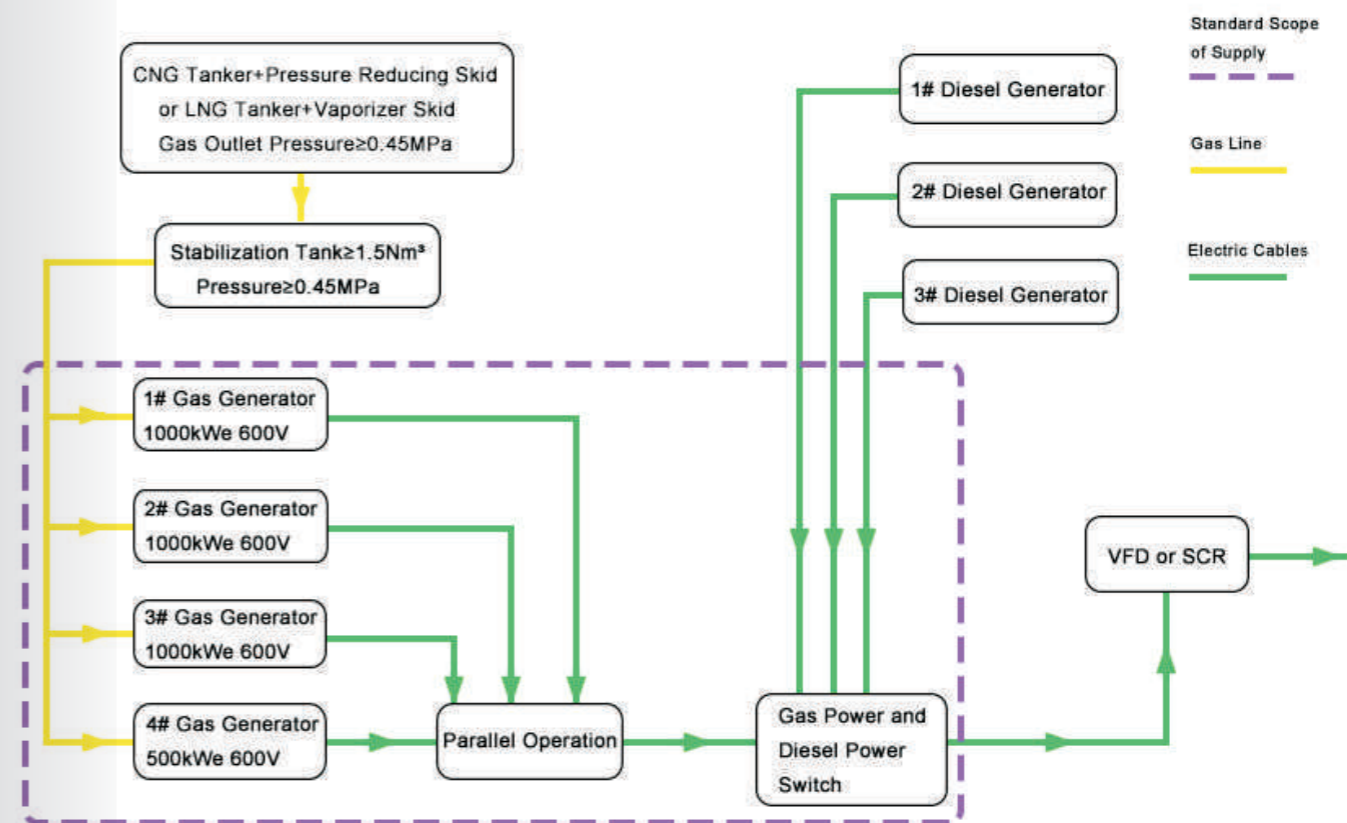 CNG Tanker+Pressure Reducing Skid
or LNG Tanker+Vaporizer Skid
Gas Outlet Pressure≥0.45MPa
Stabilization Tank≥1.5Nm³
Pressure≥0.45MPa
1# Diesel Generator
2# Diesel Generator
3# Diesel Generator
Standard Scope
of Supply
Gas Line
Electric Cables
1# Gas Generator
1000kWe 600V
2# Gas Generator
1000kWe 600V
3# Gas Generator
1000kWe 600V
4# Gas Generator
500kWe 600V
Parallel Operation
Gas Power and
Diesel Power
Switch
VFD or SCR